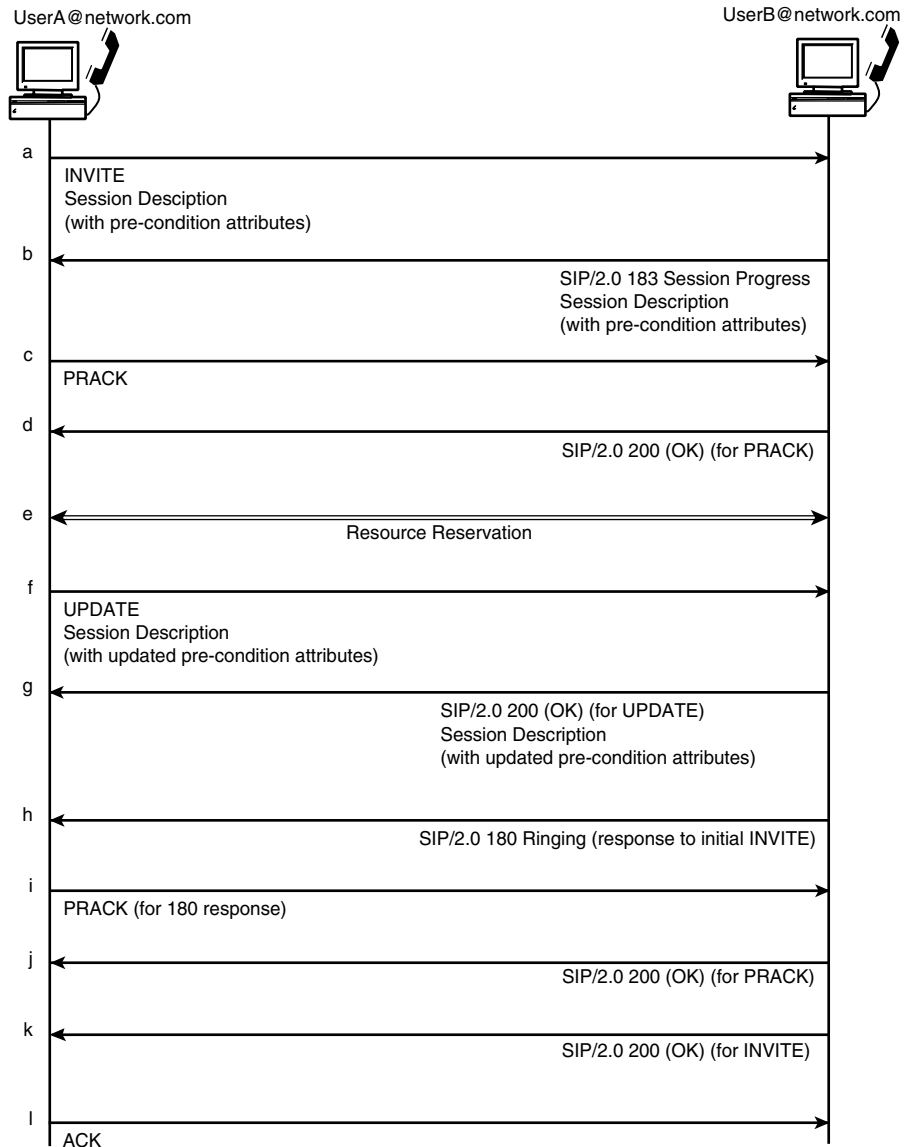 UserA@network.com
UserB@network.com
a
INVITE
Session Desciption
(with pre-condition attributes)
b
SIP/2.0 183 Session Progress
Session Description
(with pre-condition attributes)
c
PRACK
d
SIP/2.0 200 (OK) (for PRACK)
e
Resource Reservation
f
UPDATE
Session Description
(with updated pre-condition attributes)
g
SIP/2.0 200 (OK) (for UPDATE)
Session Description
(with updated pre-condition attributes)
h
SIP/2.0 180 Ringing (response to initial INVITE)
i
PRACK (for 180 response)
j
SIP/2.0 200 (OK) (for PRACK)
k
SIP/2.0 200 (OK) (for INVITE)
l
ACK